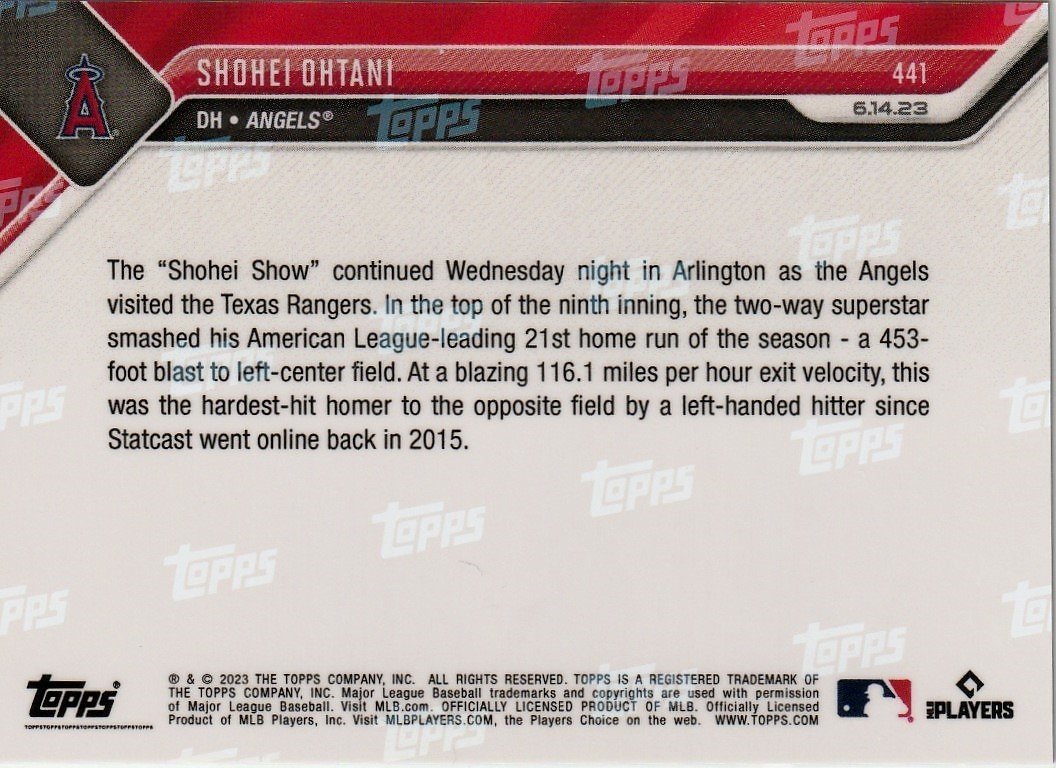 SHOHEI OHTANI
441
DH • ANGELS®
6.14.23
The “Shohei Show” continued Wednesday night in Arlington as the Angels
visited the Texas Rangers. In the top of the ninth inning, the two-way superstar
smashed his American League-leading 21st home run of the season - a 453-
foot blast to left-center field. At a blazing 116.1 miles per hour exit velocity, this
was the hardest-hit homer to the opposite field by a left-handed hitter since
Statcast went online back in 2015.
Topps®
TOPPSTOPPSTOPPSTOPPSTOPPSTOPPSTOPPS
® & © 2023 THE TOPPS COMPANY, INC. ALL RIGHTS RESERVED. TOPPS IS A REGISTERED TRADEMARK OF
THE TOPPS COMPANY, INC. Major League Baseball trademarks and copyrights are used with permission
of Major League Baseball. Visit MLB.com. OFFICIALLY LICENSED PRODUCT OF MLB. Officially Licensed
Product of MLB Players, Inc. Visit MLBPLAYERS.COM, the Players Choice on the web. WWW.TOPPS.COM
MLB PLAYERS